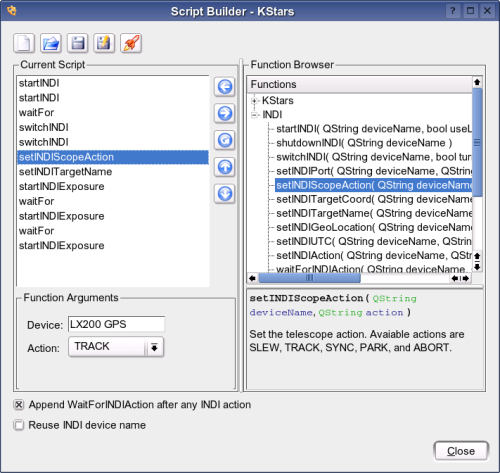 Script Builder - KStars
Current Script
startINDI
startINDI
waitFor
switchINDI
switchINDI
setINDIScopeAction
setINDITargetName
startINDIExposure
waitFor
startINDIExposure
waitFor
startINDIExposure
Function Arguments
Device: LX200 GPS
Action: TRACK
Function Browser
Functions
KStars
INDI
startINDI( QString deviceName, bool useL
shutdownINDI( QString deviceName )
switchINDI( QString deviceName, bool turn
setINDIPort( QString deviceName, QString
setINDIScopeAction( QString deviceName
setINDITargetCoord( QString deviceName
setINDITargetName( QString deviceName
setINDIGeoLocation( QString deviceName
setINDIUTC( QString deviceName, QString
setINDIAction( QString deviceName, QStr
waitForINDIAction( QString deviceName,
setINDIScopeAction( QString
deviceName, QString action )
Set the telescope action. Avaiable actions are
SLEW, TRACK, SYNC, PARK, and ABORT.
Append WaitForINDIAction after any INDI action
Reuse INDI device name
Close